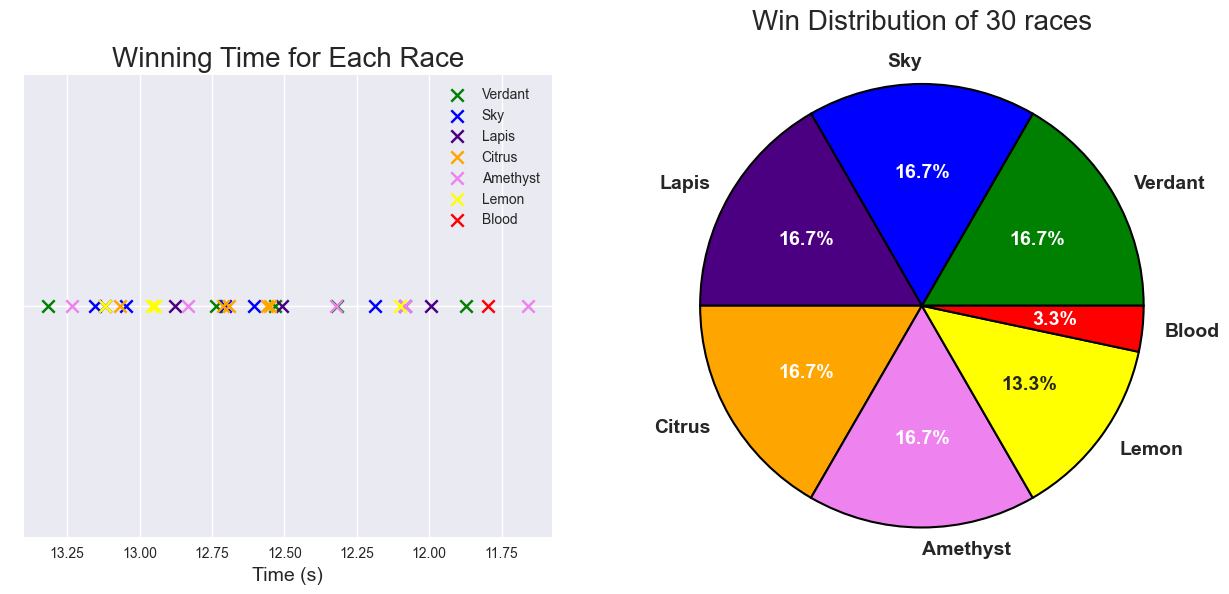 Winning Time for Each Race
Verdant
Sky
Lapis
Citrus
Amethyst
Lemon
Blood
13.25 13.00 12.75 12.50 12.25 12.00 11.75
Time (s)
Win Distribution of 30 races
Sky
Lapis
Verdant
16.7%
16.7%
16.7%
Blood
3.3%
16.7%
13.3%
Citrus
16.7%
Lemon
Amethyst